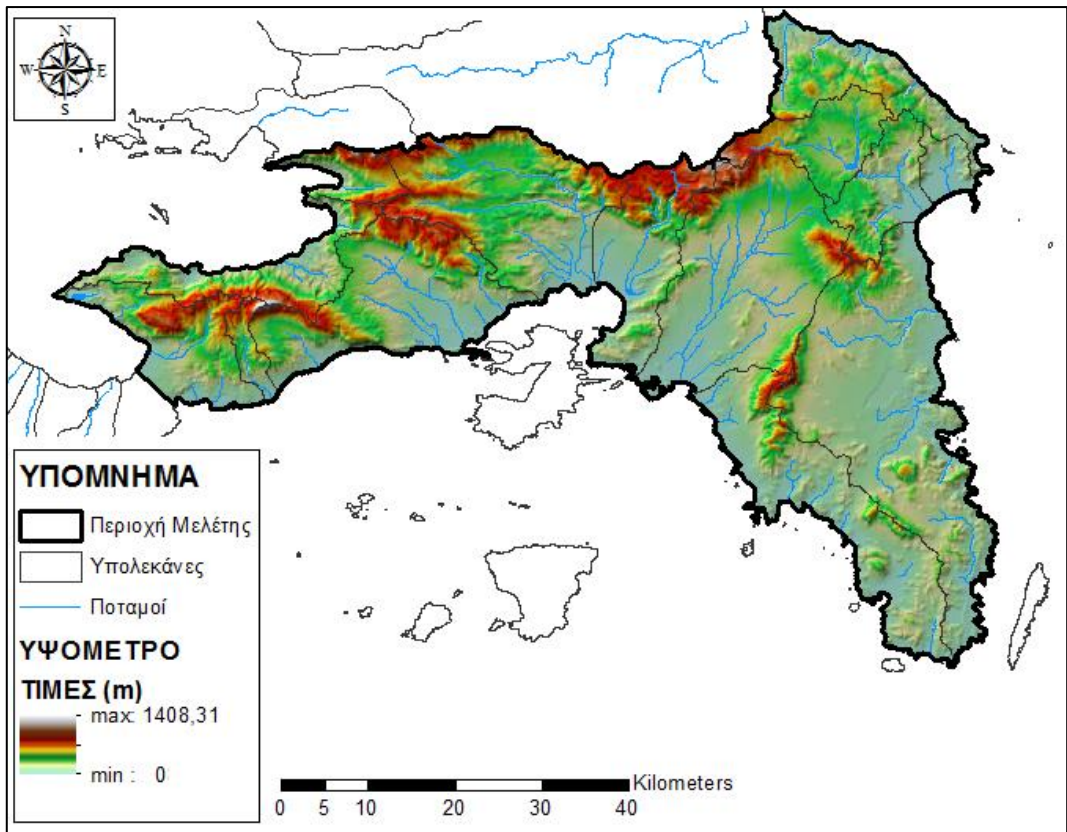 N
W E
S
ΥΠΟΜΝΗΜΑ
Περιοχή Μελέτης
Υπολεκάνες
Ποταμοί
ΥΨΟΜΕΤΡΟ
ΤΙΜΕΣ (m)
max: 1408,31
min : 0
Kilometers
0 5 10 20 30 40